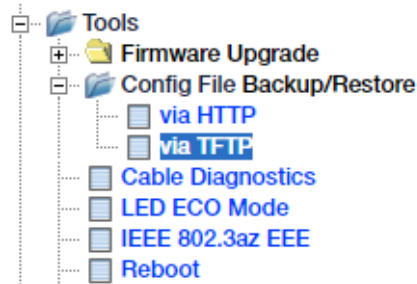 Tools
Firmware Upgrade
Config File Backup/Restore
via HTTP
via TFTP
Cable Diagnostics
LED ECO Mode
IEEE 802.3az EEE
Reboot